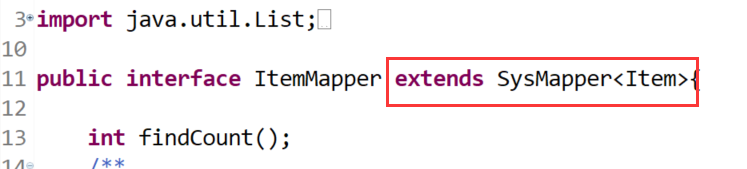 3 import java.util.List;
10
11 public interface ItemMapper extends SysMapper<Item>{
12
13 int findCount();
14 /**